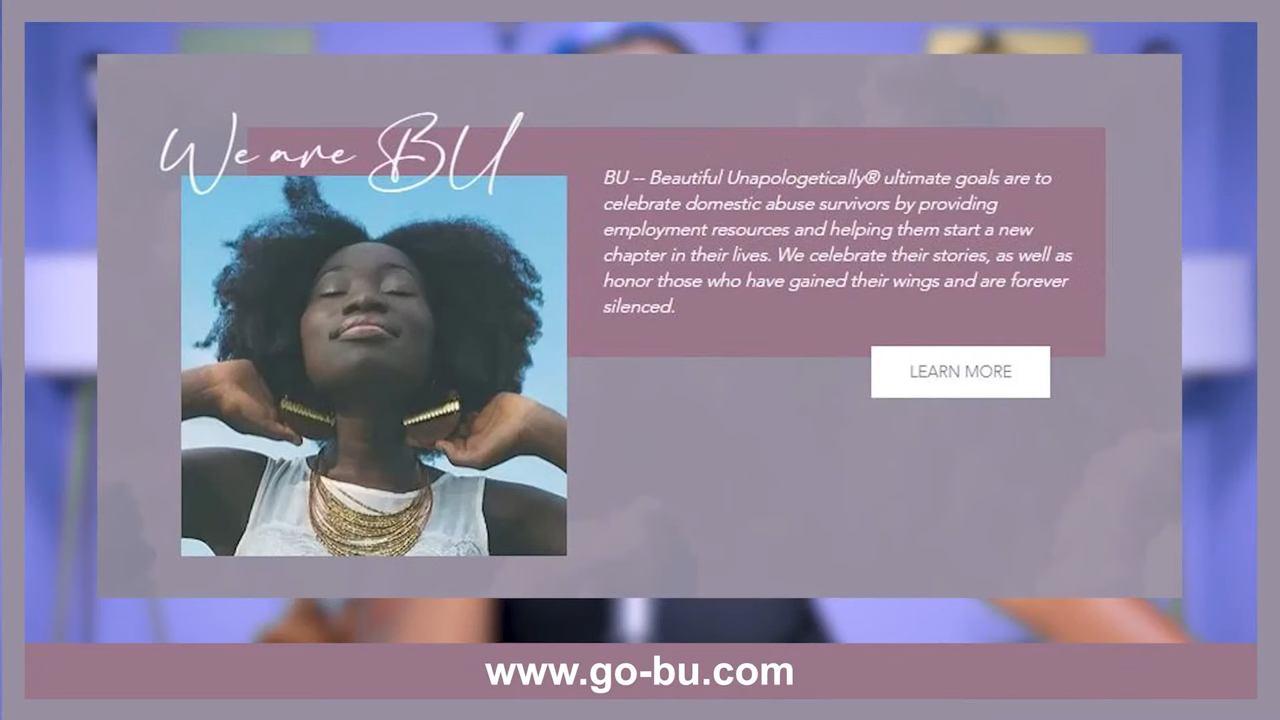 We are BU
BU -- Beautiful Unapologetically® ultimate goals are to
celebrate domestic abuse survivors by providing
employment resources and helping them start a new
chapter in their lives. We celebrate their stories, as well as
honor those who have gained their wings and are forever
silenced.
LEARN MORE
www.go-bu.com